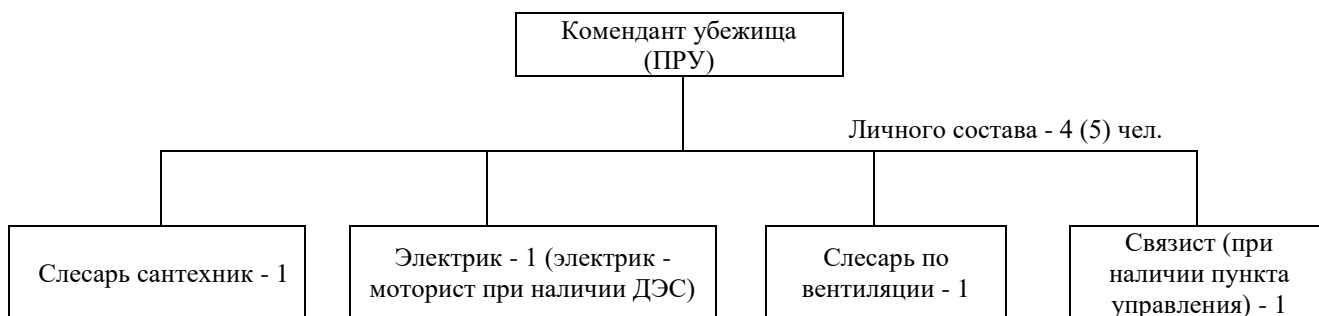 Комендант убежища
(ПРУ)
Личного состава - 4 (5) чел.
Слесарь сантехник - 1
Электрик - 1 (электрик -
моторист при наличии ДЭС)
Слесарь по
вентиляции - 1
Связист (при
наличии пункта
управления) - 1